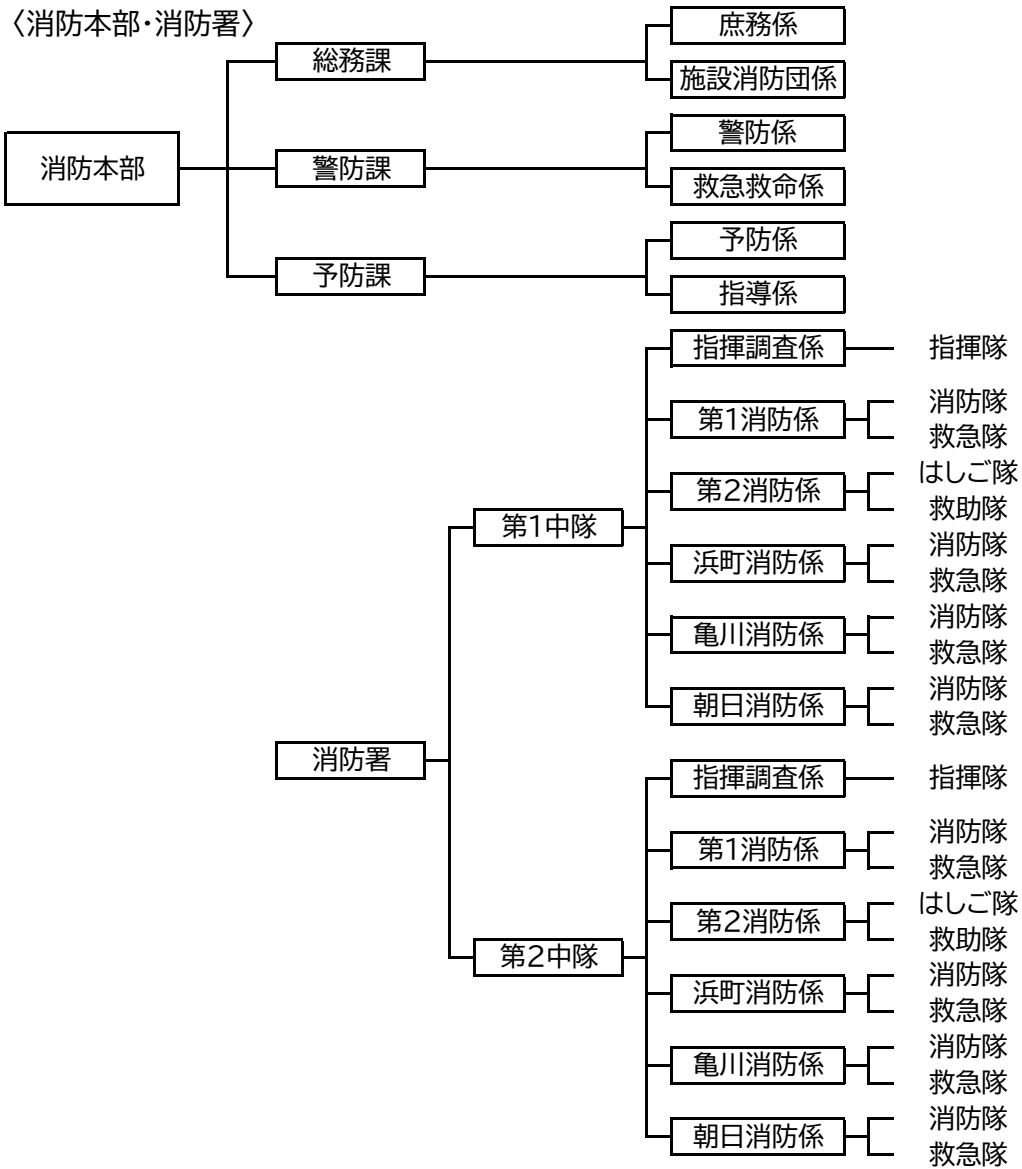 〈消防本部・消防署〉
庶務係
総務課
施設消防団係
警防係
消防本部
警防課
救急救命係
予防係
予防課
指導係
指揮調査係
指揮隊
消防隊
第1消防係
救急隊
はしご隊
第2消防係
救助隊
第1中隊
消防隊
浜町消防係
救急隊
消防隊
亀川消防係
救急隊
消防隊
朝日消防係
救急隊
消防署
指揮調査係
指揮隊
消防隊
第1消防係
救急隊
はしご隊
第2消防係
救助隊
第2中隊
消防隊
浜町消防係
救急隊
消防隊
亀川消防係
救急隊
消防隊
朝日消防係
救急隊